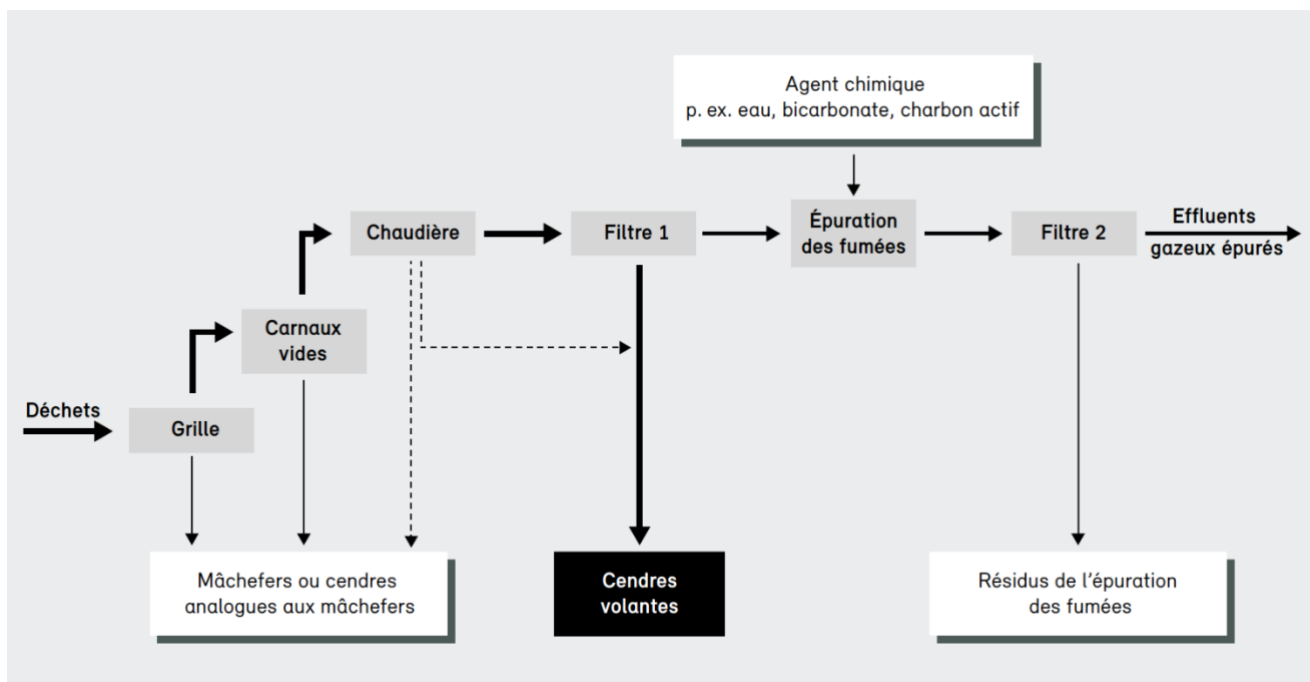 Agent chimique
p. ex. eau, bicarbonate, charbon actif
Chaudière
Filtre 1
Épuration
des fumées
Filtre 2
Effluents
gazeux épurés
Carnaux
vides
Déchets
Grille
Mâchefers ou cendres
analogues aux mâchefers
Cendres
volantes
Résidus de l'épuration
des fumées